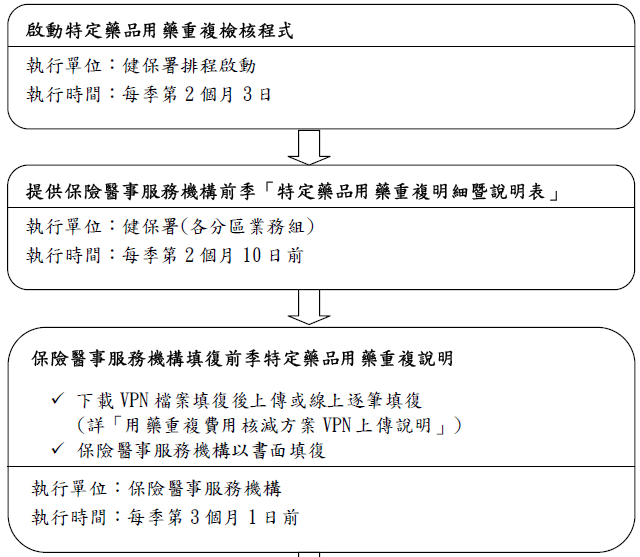 啟動特定藥品用藥重複檢核程式
執行單位：健保署排程啟動
執行時間：每季第 2 個月 3 日
提供保險醫事服務機構前季「特定藥品用藥重複明細暨說明表」
執行單位：健保署(各分區業務組)
執行時間：每季第 2 個月 10 日前
保險醫事服務機構填復前季特定藥品用藥重複說明
✓ 下載 VPN 檔案填復後上傳或線上逐筆填復
(詳「用藥重複費用核減方案 VPN 上傳說明」)
✓ 保險醫事服務機構以書面填復
執行單位：保險醫事服務機構
執行時間：每季第 3 個月 1 日前